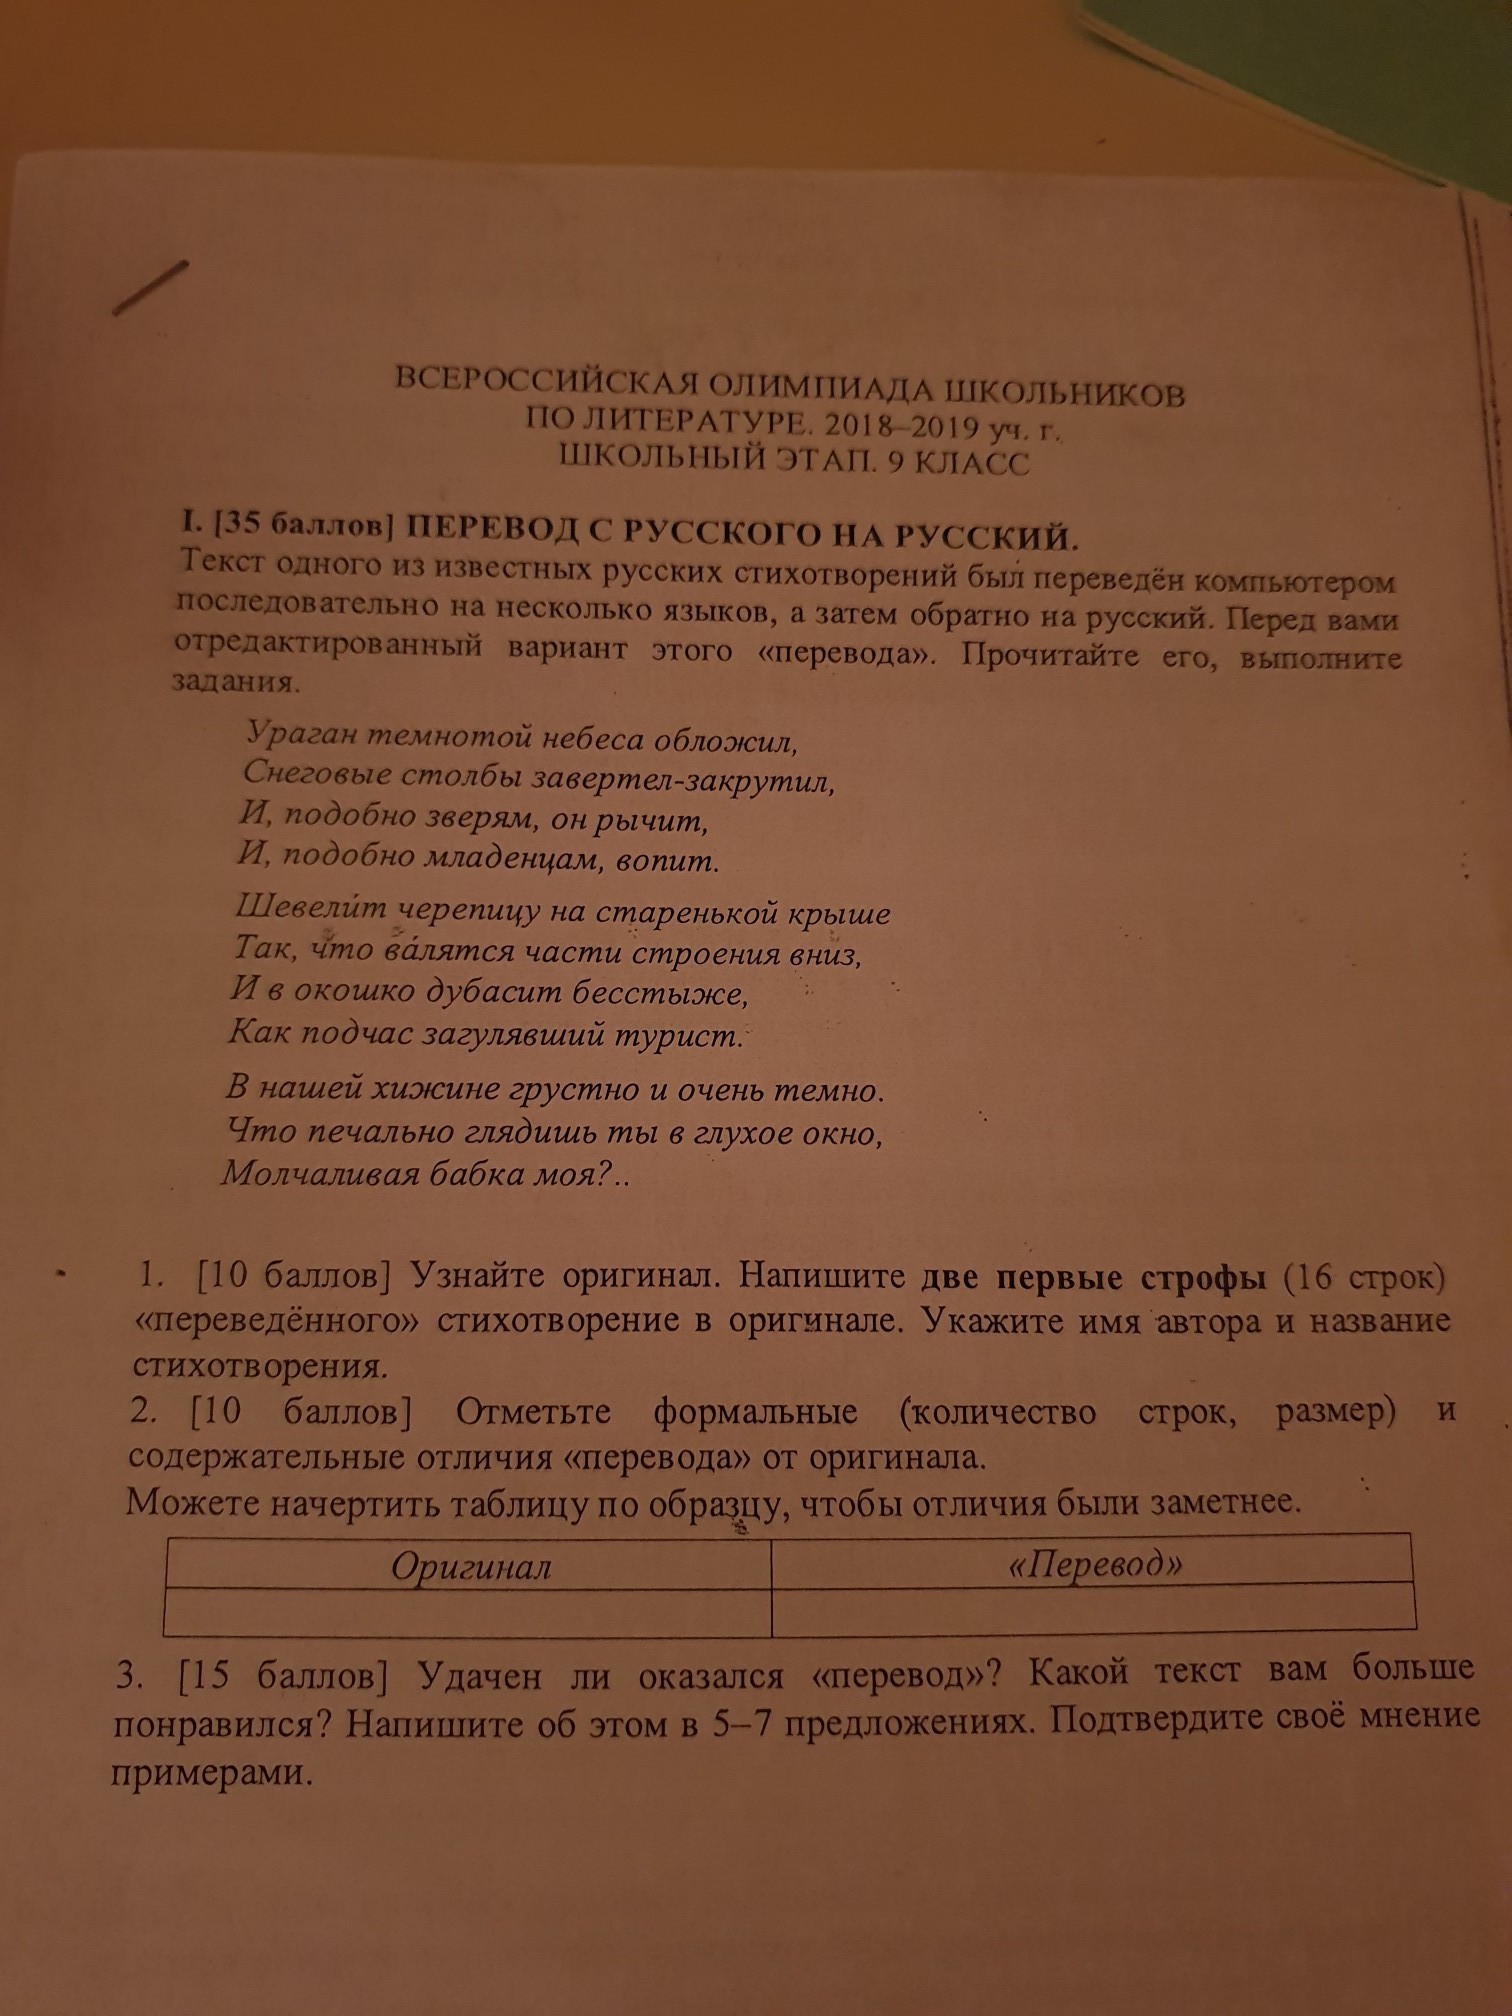 ВСЕРОССИЙСКАЯ ОЛИМПИАДА ШКОЛЬНИКОВ
ПО ЛИТЕРАТУРЕ. 2018–2019 уч. г.
ШКОЛЬНЫЙ ЭТАП. 9 КЛАСС
I. [35 баллов] ПЕРЕВОД С РУССКОГО НА РУССКИЙ.
Текст одного из известных русских стихотворений был переведён компьютером
последовательно на несколько языков, а затем обратно на русский. Перед вами
отредактированный вариант этого «перевода». Прочитайте его, выполните
задания.
Ураган темнотой небеса обложил,
Снеговые столбы завертел-закрутил,
И, подобно зверям, он рычит,
И, подобно младенцам, вопит.
Шевели́т черепицу на старенькой крыше
Так, что ва́лятся части строения вниз,
И в окошко дубасит бесстыже,
Как подчас загулявший турист.
В нашей хижине грустно и очень темно.
Что печально глядишь ты в глухое окно,
Молчаливая бабка моя?..
1. [10 баллов] Узнайте оригинал. Напишите две первые строфы (16 строк)
«переведённого» стихотворение в оригинале. Укажите имя автора и название
стихотворения.
2. [10 баллов] Отметьте формальные (количество строк, размер) и
содержательные отличия «перевода» от оригинала.
Можете начертить таблицу по образцу, чтобы отличия были заметнее.
Оригинал «Перевод»
3. [15 баллов] Удачен ли оказался «перевод»? Какой текст вам больше
понравился? Напишите об этом в 5–7 предложениях. Подтвердите своё мнение
примерами.